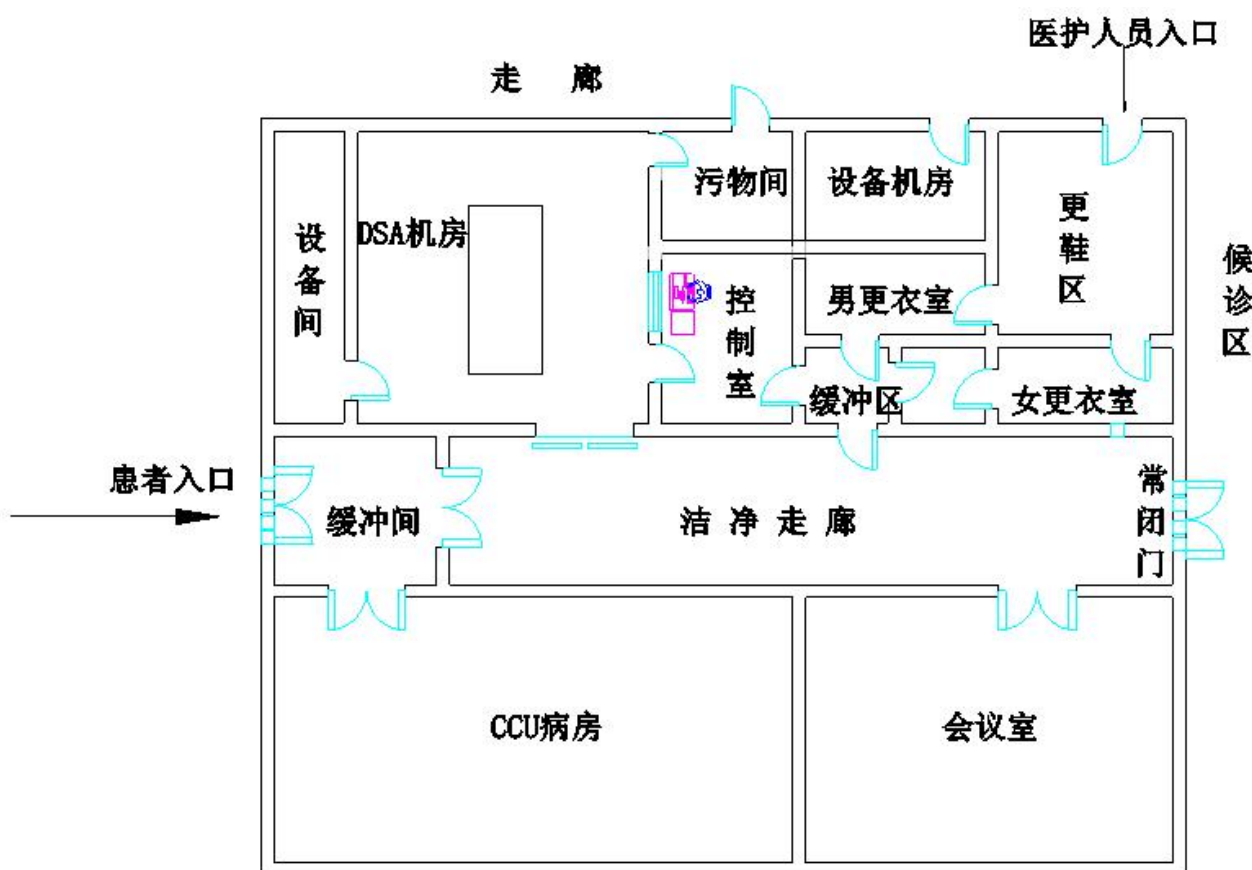 医护人员入口
走 廊
污物间
设备机房
更鞋区
设备间
DSA机房
候诊区
控制室
男更衣室
缓冲区
女更衣室
患者入口
缓冲间
洁净走廊
常闭门
CCU病房
会议室